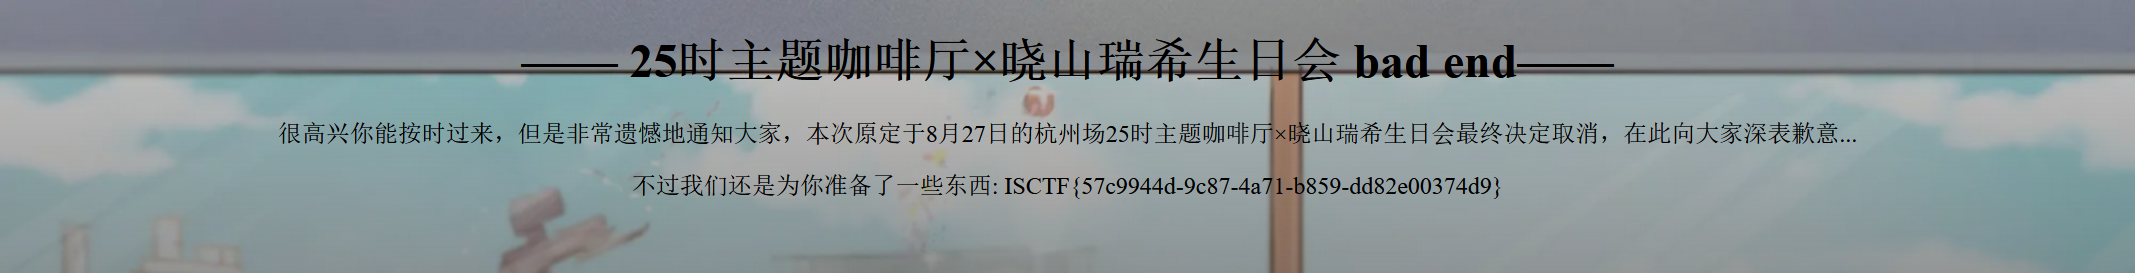 —— 25时主题咖啡厅×晓山瑞希生日会 bad end——
很高兴你能按时过来，但是非常遗憾地通知大家，本次原定于8月27日的杭州场25时主题咖啡厅×晓山瑞希生日会最终决定取消，在此向大家深表歉意...
不过我们还是为你准备了一些东西: ISCTF{57c9944d-9c87-4a71-b859-dd82e00374d9}